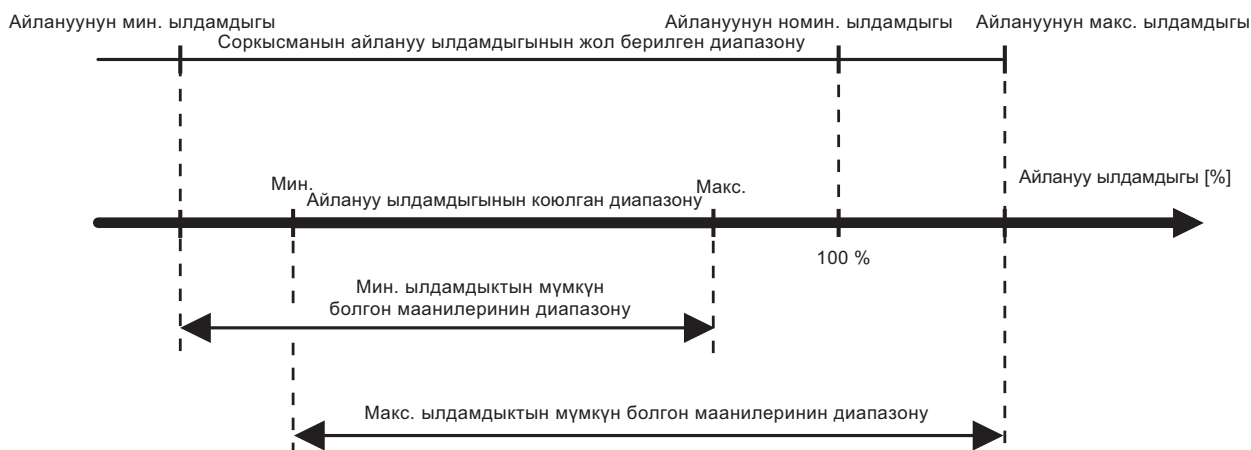 Айлануунун мин. ылдамдыгы
Айлануунун номин. ылдамдыгы
Айлануунун макс. ылдамдыгы
Соркысманын айлануу ылдамдыгынын жол берилген диапазону
Айлануу ылдамдыгы [%]
Мин.
Макс.
Айлануу ылдамдыгынын коюлган диапазону
100 %
Мин. ылдамдыктын мүмкүн
болгон маанилеринин диапазону
Макс. ылдамдыктын мүмкүн болгон маанилеринин диапазону